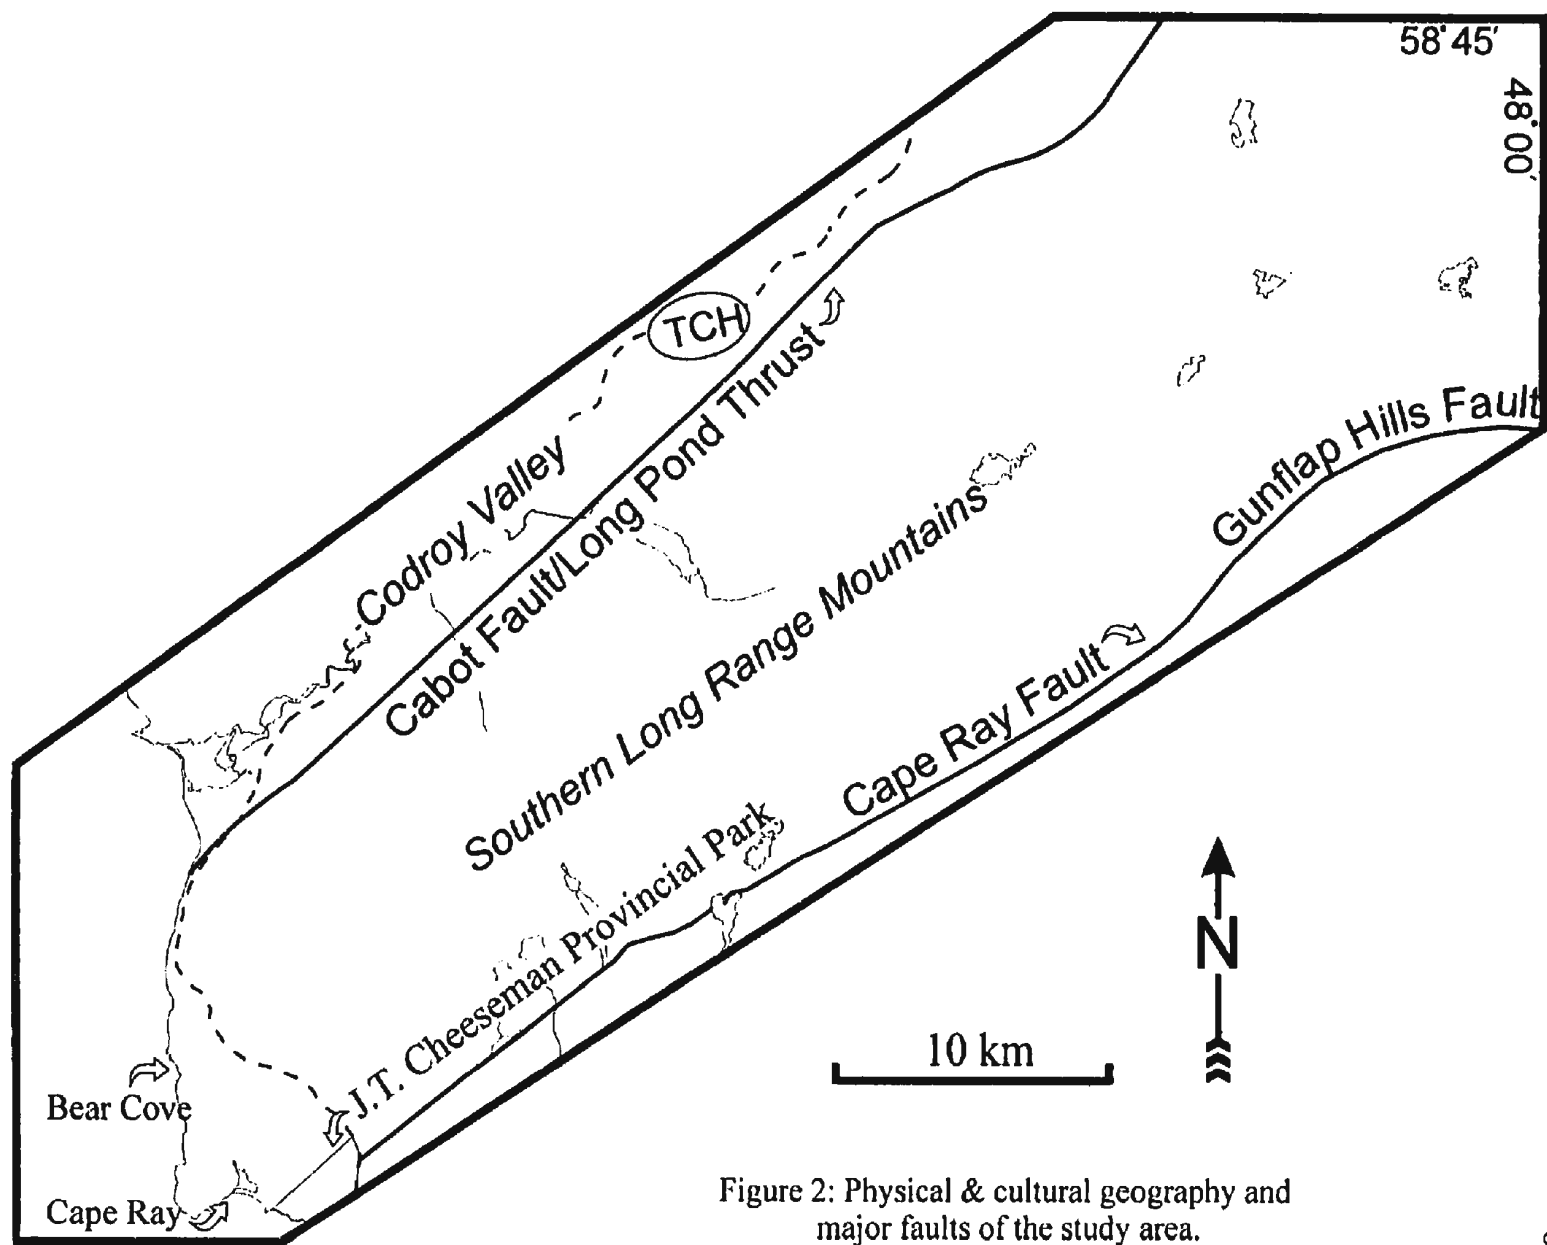 58°45'
48°00'
TCH
Codroy Valley
Cabot Fault/Long Pond Thrust
Gunflap Hills Fault
Southern Long Range Mountains
Cape Ray Fault
J.T. Cheeseman Provincial Park
N
10 km
Bear Cove
Cape Ray
Figure 2: Physical & cultural geography and
major faults of the study area.